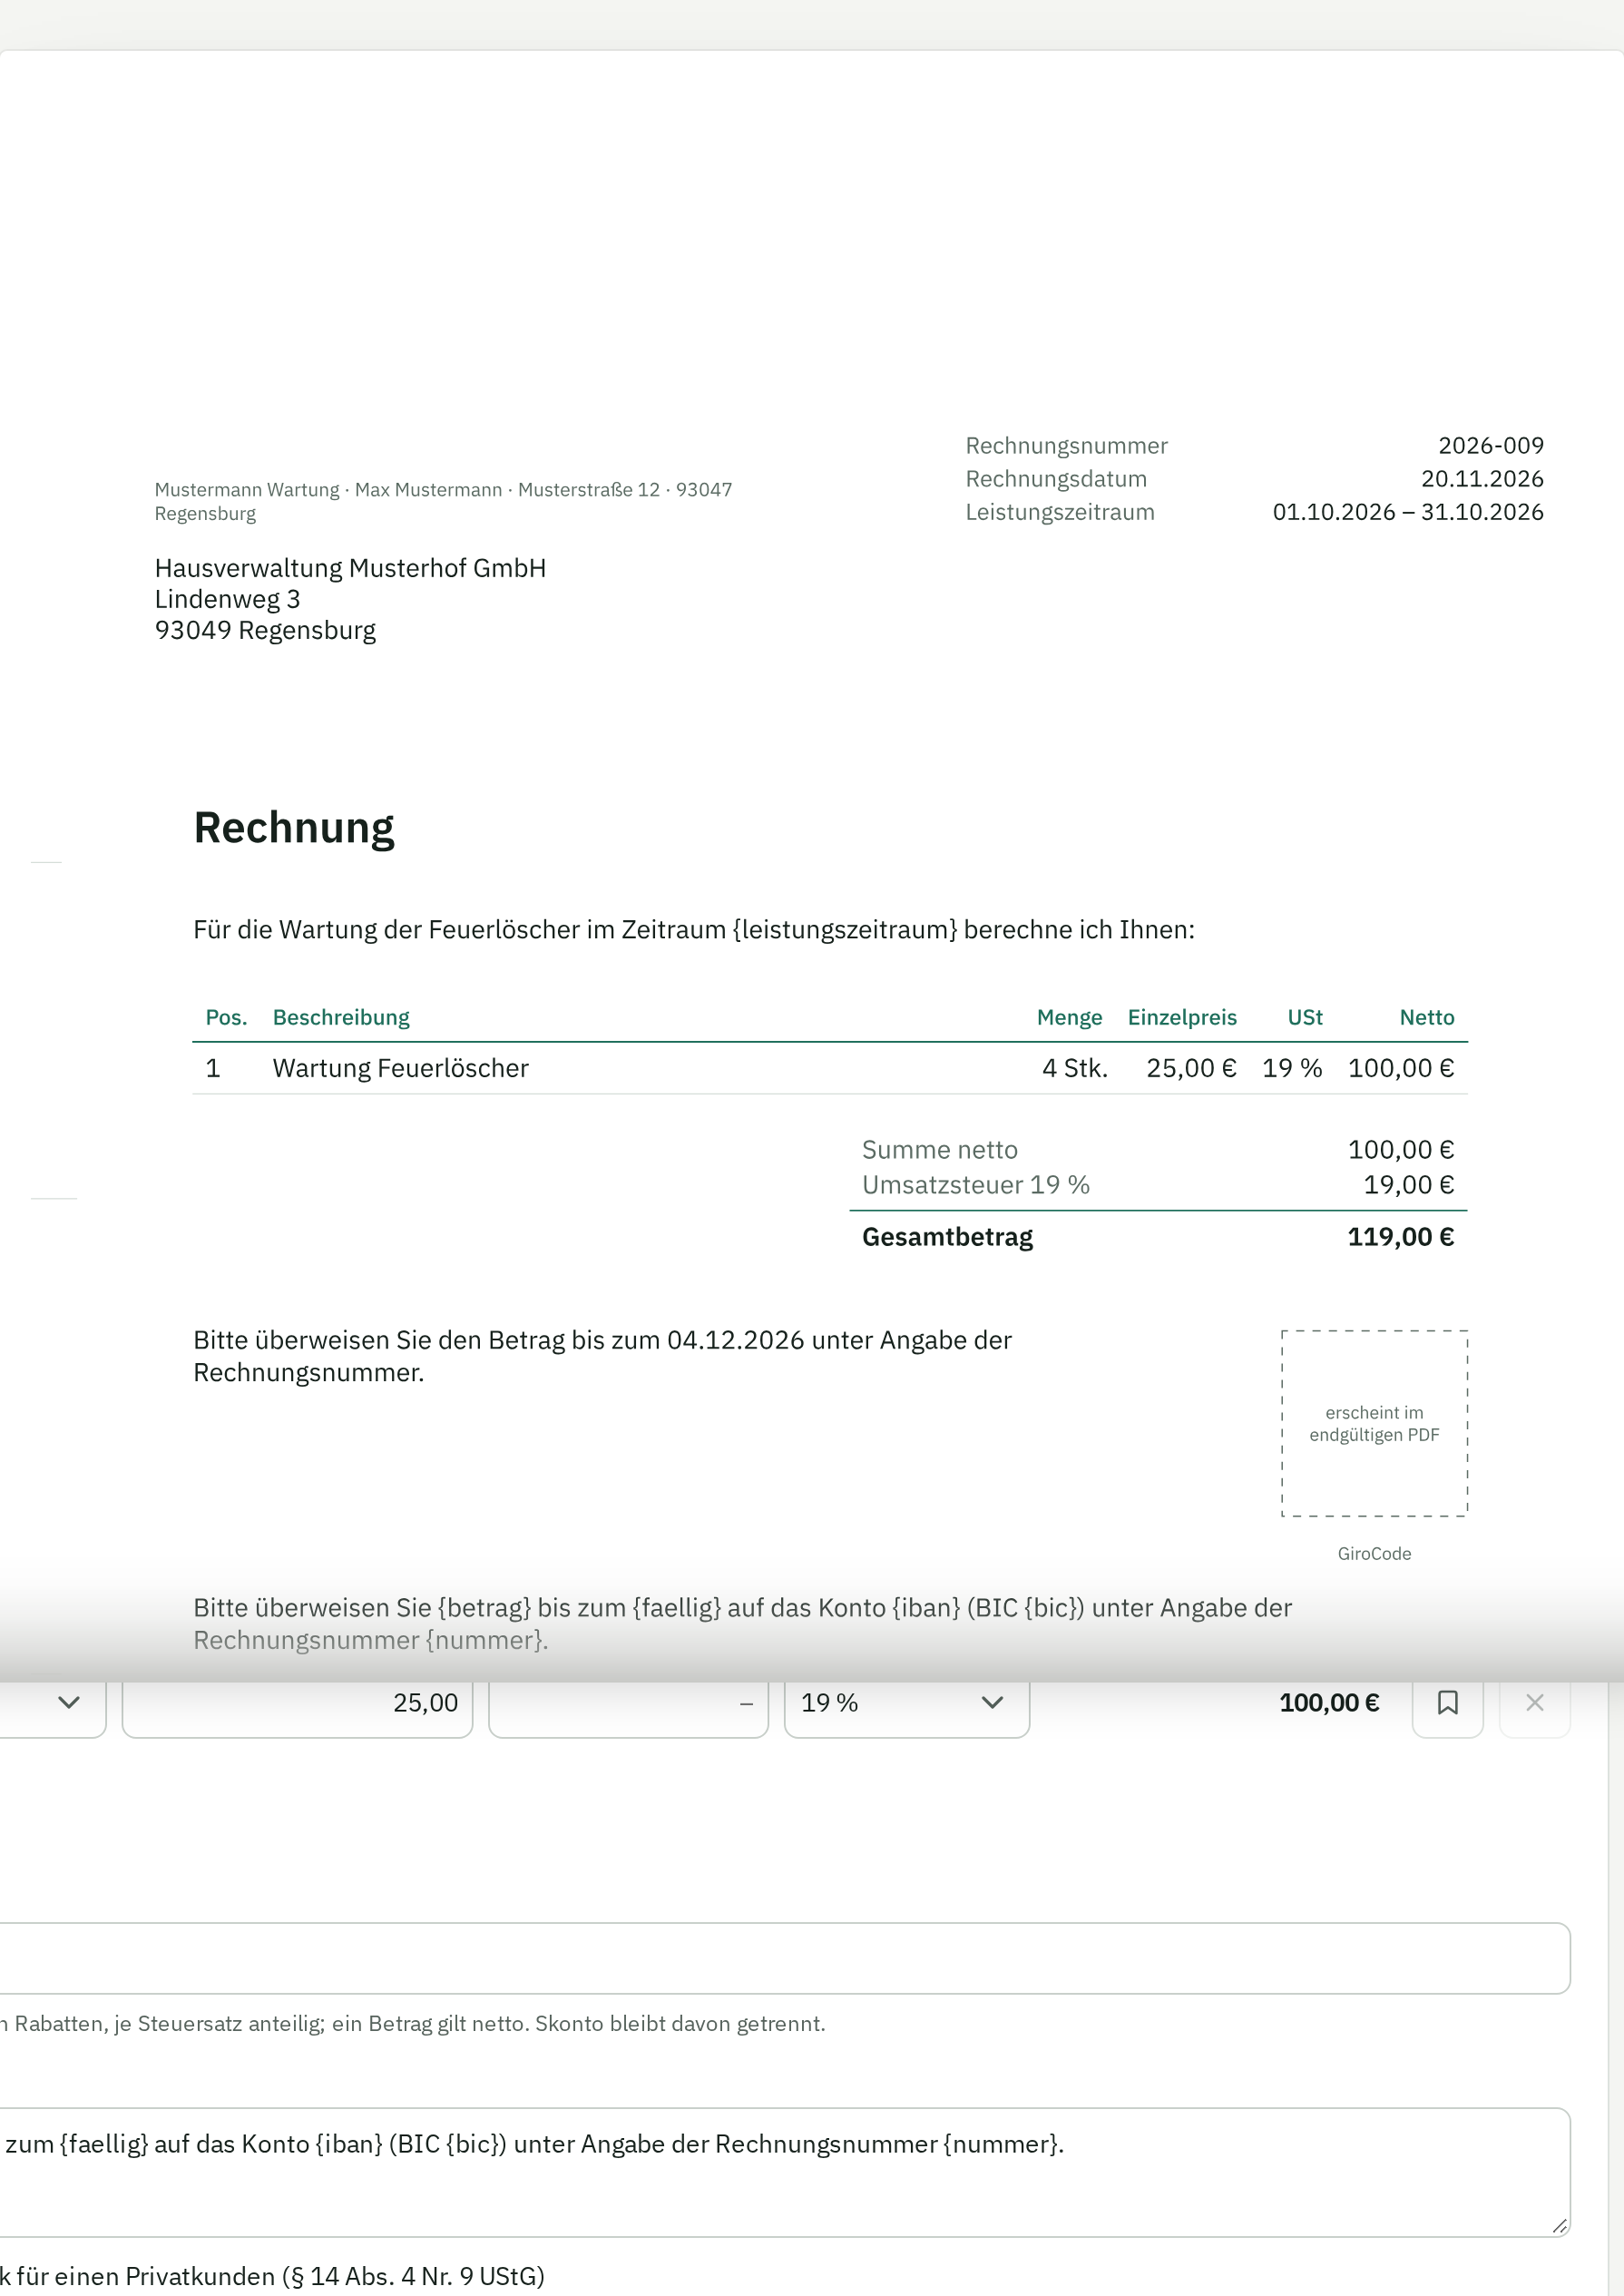 Rechnungsnummer 2026-009
Rechnungsdatum 20.11.2026
Leistungszeitraum 01.10.2026 – 31.10.2026
Mustermann Wartung · Max Mustermann · Musterstraße 12 · 93047
Regensburg
Hausverwaltung Musterhof GmbH
Lindenweg 3
93049 Regensburg
Rechnung
Für die Wartung der Feuerlöscher im Zeitraum {leistungszeitraum} berechne ich Ihnen:
Pos. Beschreibung Menge Einzelpreis USt Netto
1 Wartung Feuerlöscher 4 Stk. 25,00 € 19 % 100,00 €
Summe netto 100,00 €
Umsatzsteuer 19 % 19,00 €
Gesamtbetrag 119,00 €
Bitte überweisen Sie den Betrag bis zum 04.12.2026 unter Angabe der
Rechnungsnummer.
erscheint im
endgültigen PDF
GiroCode
Bitte überweisen Sie {betrag} bis zum {faellig} auf das Konto {iban} (BIC {bic}) unter Angabe der
Rechnungsnummer {nummer}.
25,00 – 19 % 100,00 €
n Rabatten, je Steuersatz anteilig; ein Betrag gilt netto. Skonto bleibt davon getrennt.
zum {faellig} auf das Konto {iban} (BIC {bic}) unter Angabe der Rechnungsnummer {nummer}.
k für einen Privatkunden (§ 14 Abs. 4 Nr. 9 UStG)